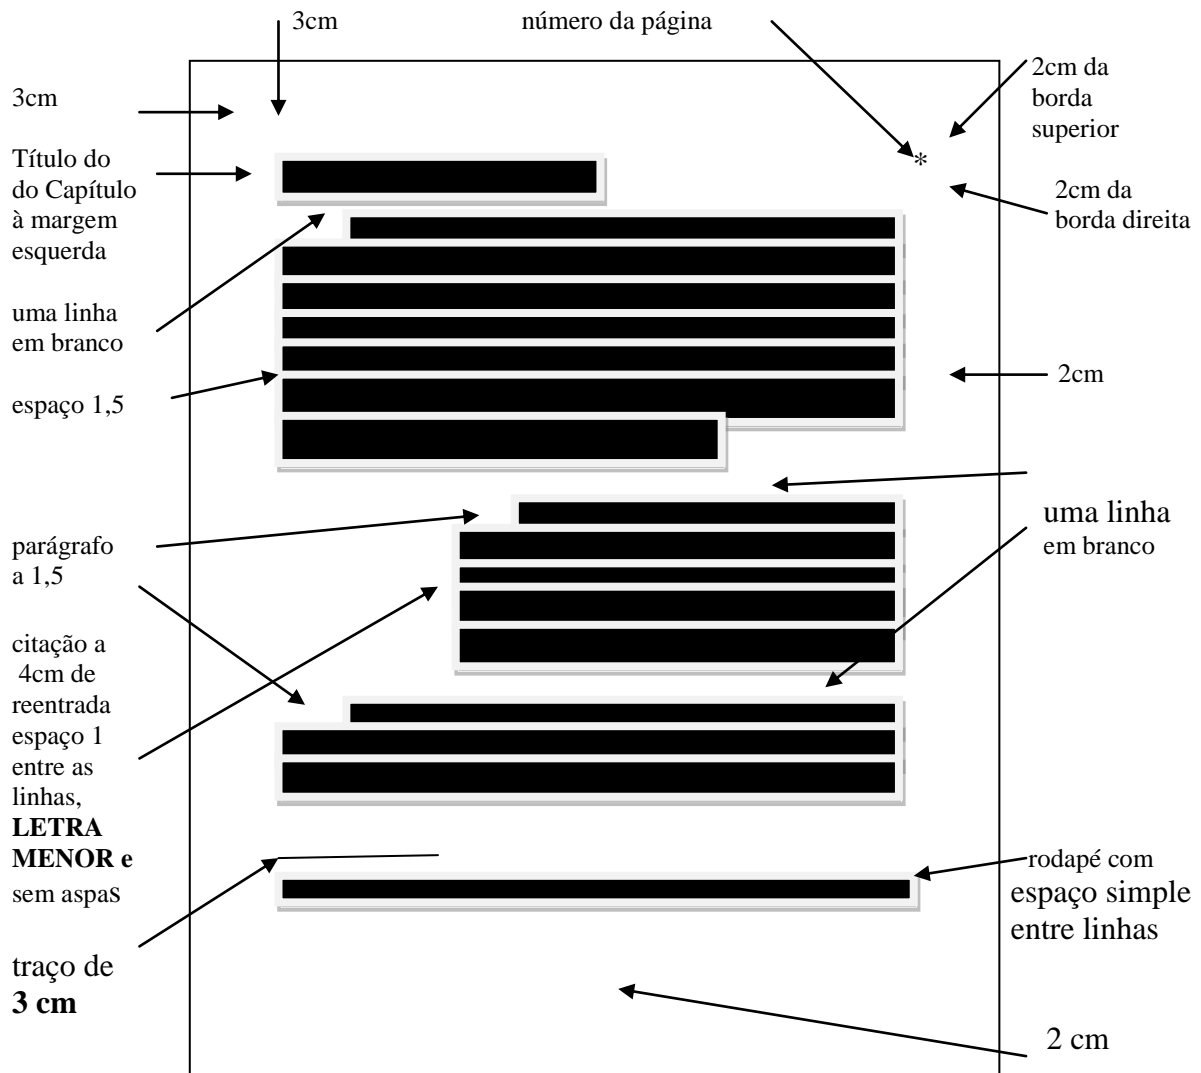 3cm
número da página
3cm
2cm da
borda
superior
*
Título do
do Capítulo
à margem
esquerda
2cm da
borda direita
uma linha
em branco
2cm
espaço 1,5
uma linha
em branco
parágrafo
a 1,5
citação a
4cm de
reentrada
espaço 1
entre as
linhas,
LETRA
MENOR e
sem aspas
rodapé com
espaço simple
entre linhas
traço de
3 cm
2 cm